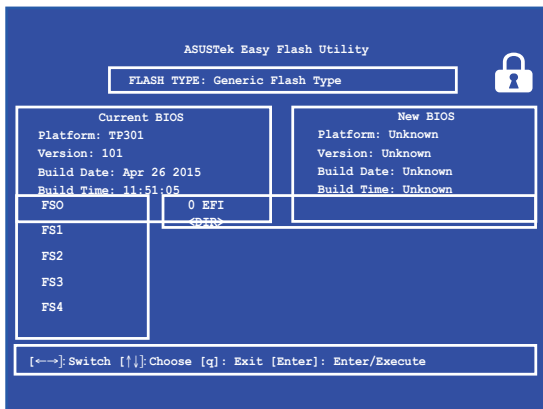 ASUSTek Easy Flash Utility
FLASH TYPE: Generic Flash Type
Current BIOS
Platform: TP301
Version: 101
Build Date: Apr 26 2015
Build Time: 11:51:05
New BIOS
Platform: Unknown
Version: Unknown
Build Date: Unknown
Build Time: Unknown
FSO
FS1
FS2
FS3
FS4
0 EFI
<DIR>
[←→]: Switch [↑↓]: Choose [q]: Exit [Enter]: Enter/Execute